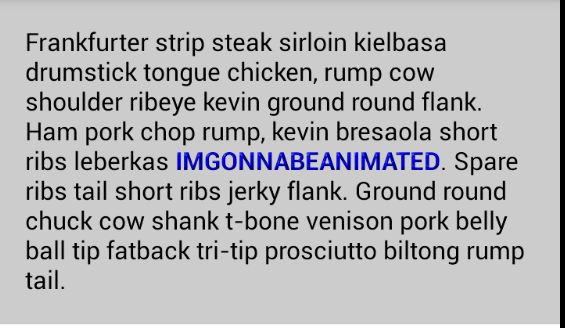 Frankfurter strip steak sirloin kielbasa
drumstick tongue chicken, rump cow
shoulder ribeye kevin ground round flank.
Ham pork chop rump, kevin bresaola short
ribs leberkas IMGONNABEANIMATED. Spare
ribs tail short ribs jerky flank. Ground round
chuck cow shank t-bone venison pork belly
ball tip fatback tri-tip prosciutto biltong rump
tail.